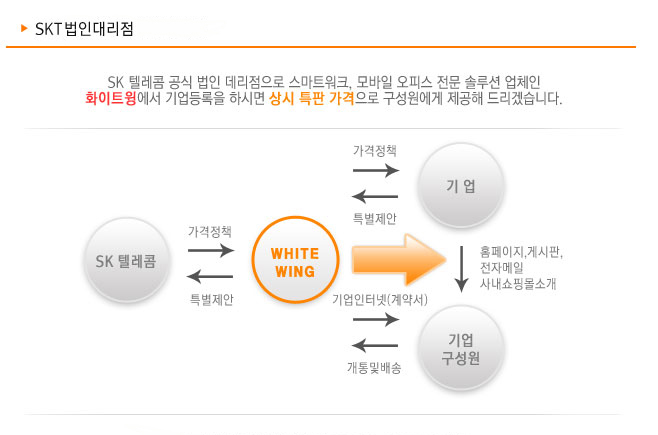 SKT법인대리점
SK 텔레콤 공식 법인 데리점으로 스마트워크, 모바일 오피스 전문 솔루션 업체인
화이트윙에서 기업등록을 하시면 상시 특판 가격으로 구성원에게 제공해 드리겠습니다.
가격정책
기 업
특별제안
가격정책
SK 텔레콤
WHITE
WING
특별제안
홈페이지,게시판,
전자메일
사내쇼핑몰소개
기업인터넷(계약서)
기업
구성원
개통및배송